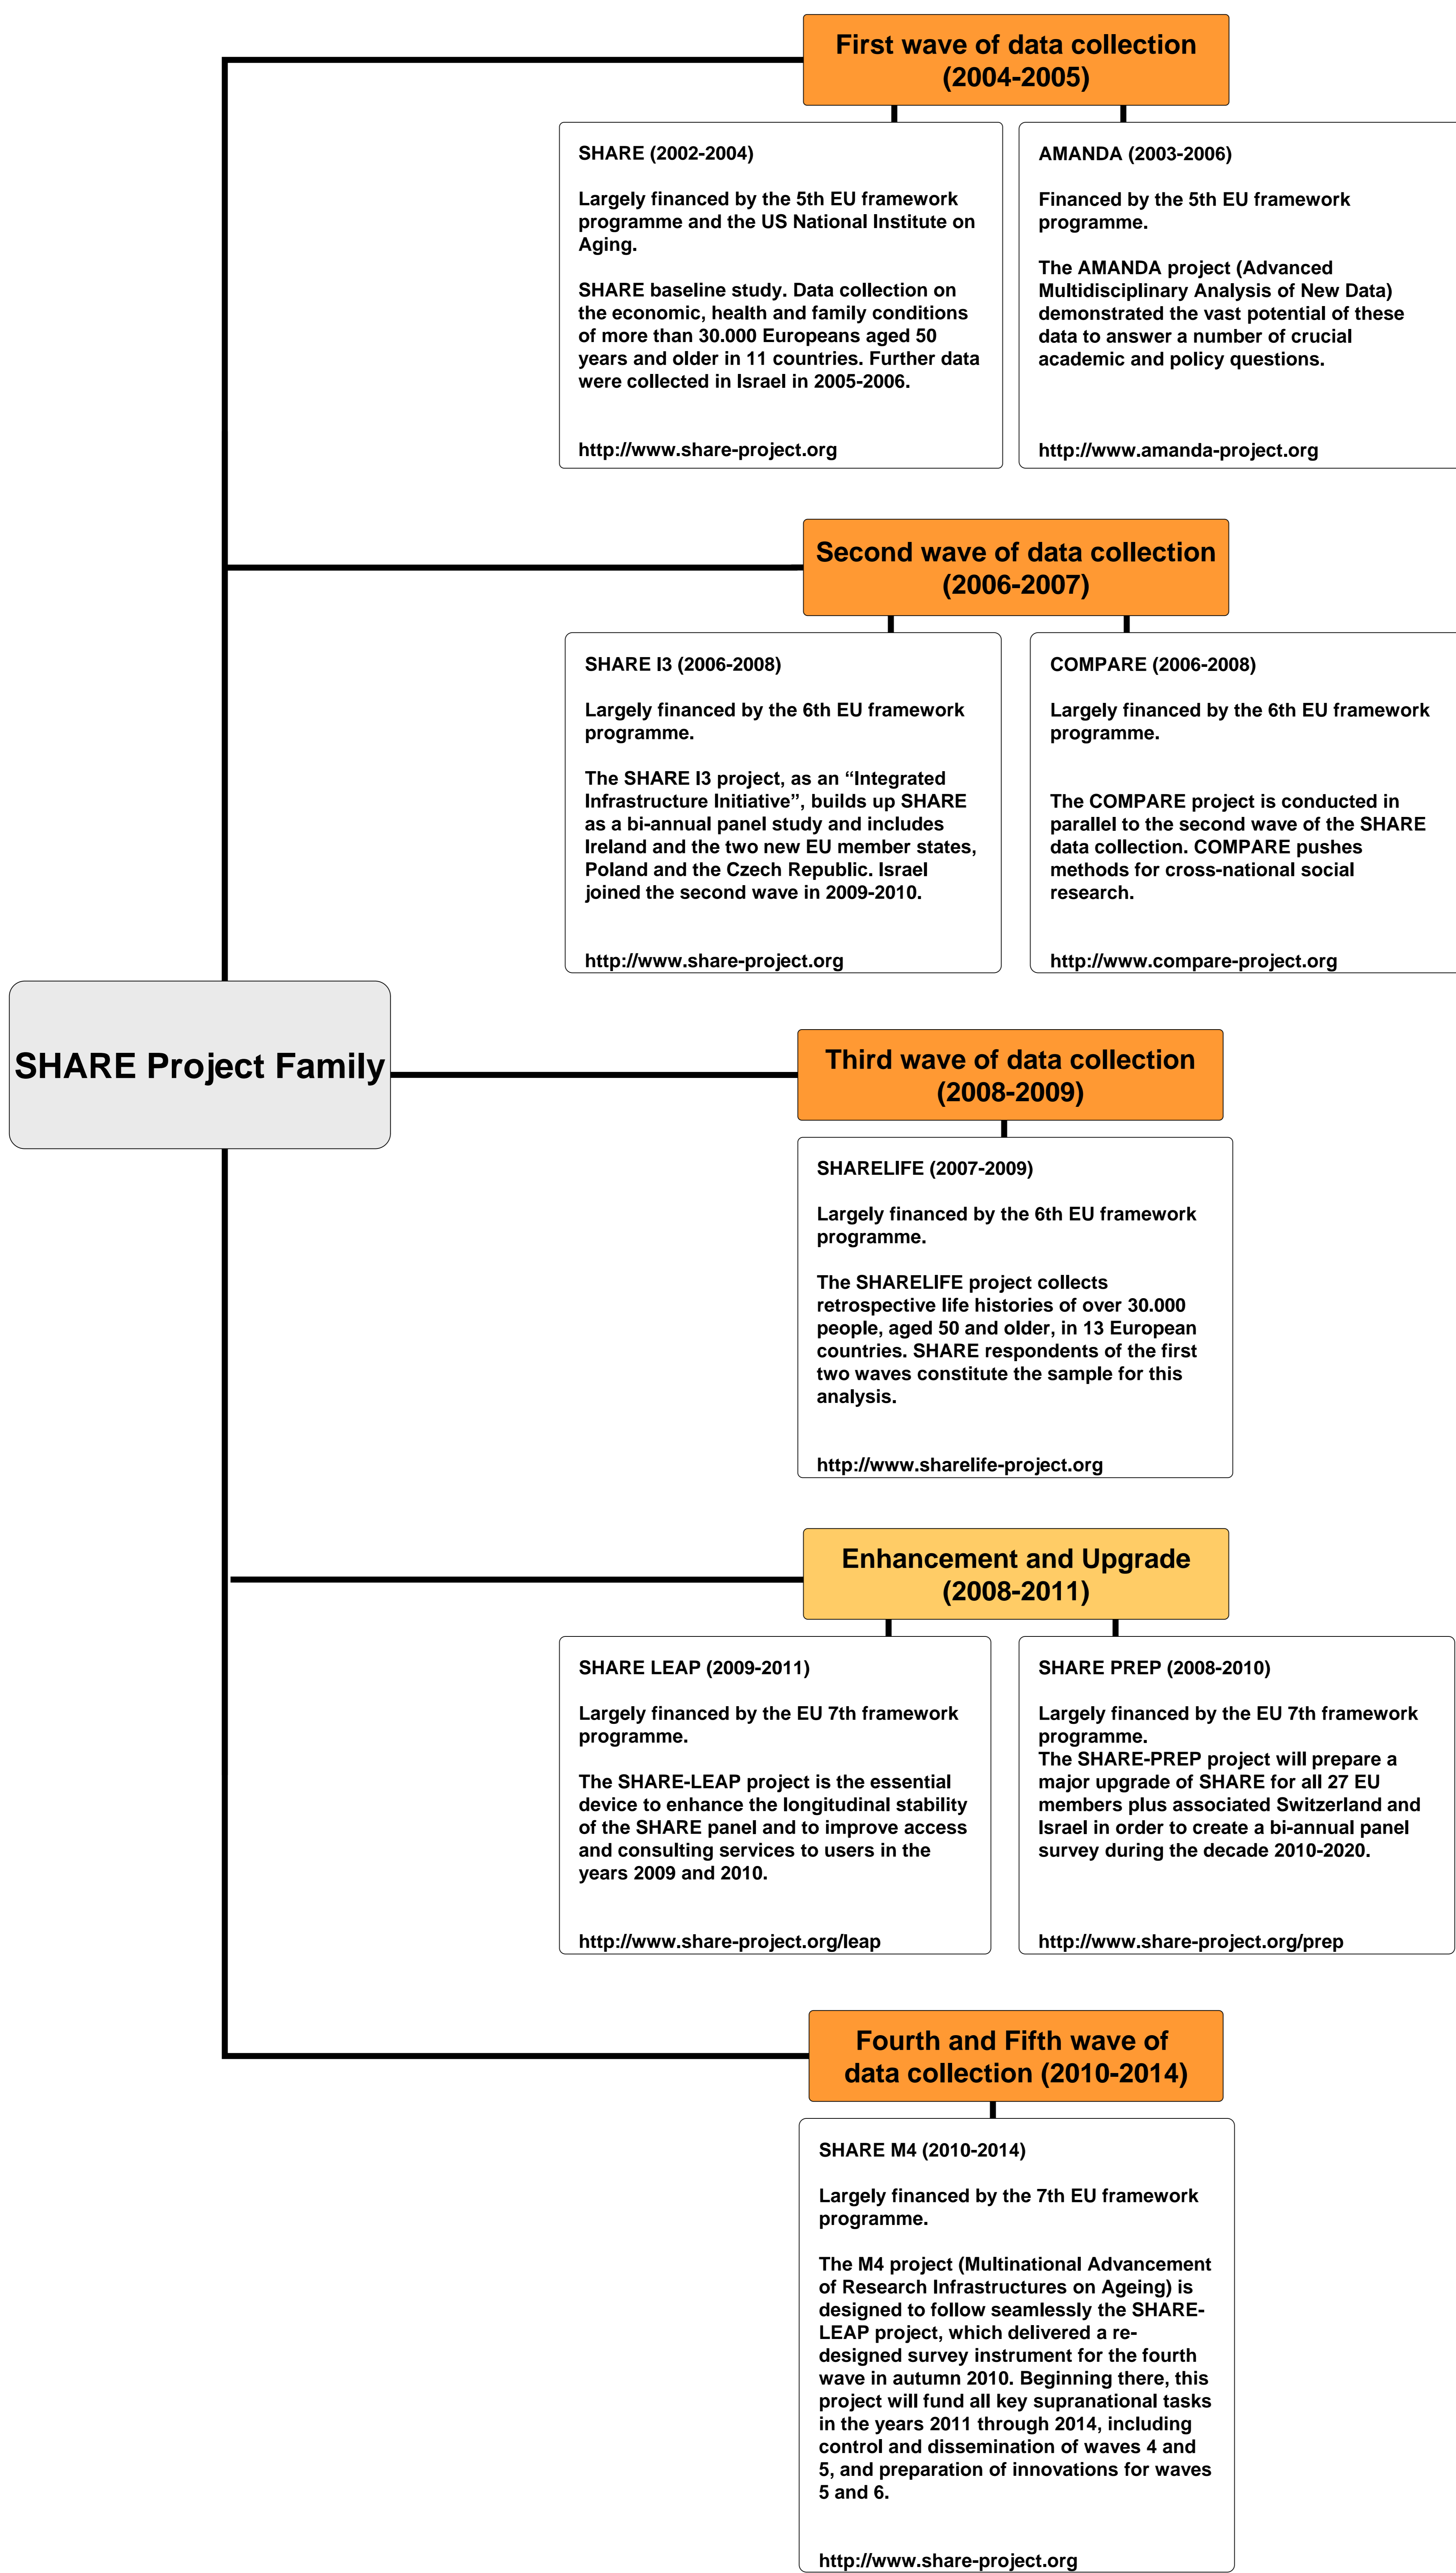 First wave of data collection
(2004-2005)
SHARE (2002-2004)
Largely financed by the 5th EU framework
programme and the US National Institute on
Aging.
SHARE baseline study. Data collection on
the economic, health and family conditions
of more than 30.000 Europeans aged 50
years and older in 11 countries. Further data
were collected in Israel in 2005-2006.
http://www.share-project.org
AMANDA (2003-2006)
Financed by the 5th EU framework
programme.
The AMANDA project (Advanced
Multidisciplinary Analysis of New Data)
demonstrated the vast potential of these
data to answer a number of crucial
academic and policy questions.
http://www.amanda-project.org
Second wave of data collection
(2006-2007)
SHARE I3 (2006-2008)
Largely financed by the 6th EU framework
programme.
The SHARE I3 project, as an “Integrated
Infrastructure Initiative”, builds up SHARE
as a bi-annual panel study and includes
Ireland and the two new EU member states,
Poland and the Czech Republic. Israel
joined the second wave in 2009-2010.
http://www.share-project.org
COMPARE (2006-2008)
Largely financed by the 6th EU framework
programme.
The COMPARE project is conducted in
parallel to the second wave of the SHARE
data collection. COMPARE pushes
methods for cross-national social
research.
http://www.compare-project.org
SHARE Project Family
Third wave of data collection
(2008-2009)
SHARELIFE (2007-2009)
Largely financed by the 6th EU framework
programme.
The SHARELIFE project collects
retrospective life histories of over 30.000
people, aged 50 and older, in 13 European
countries. SHARE respondents of the first
two waves constitute the sample for this
analysis.
http://www.sharelife-project.org
Enhancement and Upgrade
(2008-2011)
SHARE LEAP (2009-2011)
Largely financed by the EU 7th framework
programme.
The SHARE-LEAP project is the essential
device to enhance the longitudinal stability
of the SHARE panel and to improve access
and consulting services to users in the
years 2009 and 2010.
http://www.share-project.org/leap
SHARE PREP (2008-2010)
Largely financed by the EU 7th framework
programme.
The SHARE-PREP project will prepare a
major upgrade of SHARE for all 27 EU
members plus associated Switzerland and
Israel in order to create a bi-annual panel
survey during the decade 2010-2020.
http://www.share-project.org/prep
Fourth and Fifth wave of
data collection (2010-2014)
SHARE M4 (2010-2014)
Largely financed by the 7th EU framework
programme.
The M4 project (Multinational Advancement
of Research Infrastructures on Ageing) is
designed to follow seamlessly the SHARE-
LEAP project, which delivered a re-
designed survey instrument for the fourth
wave in autumn 2010. Beginning there, this
project will fund all key supranational tasks
in the years 2011 through 2014, including
control and dissemination of waves 4 and
5, and preparation of innovations for waves
5 and 6.
http://www.share-project.org